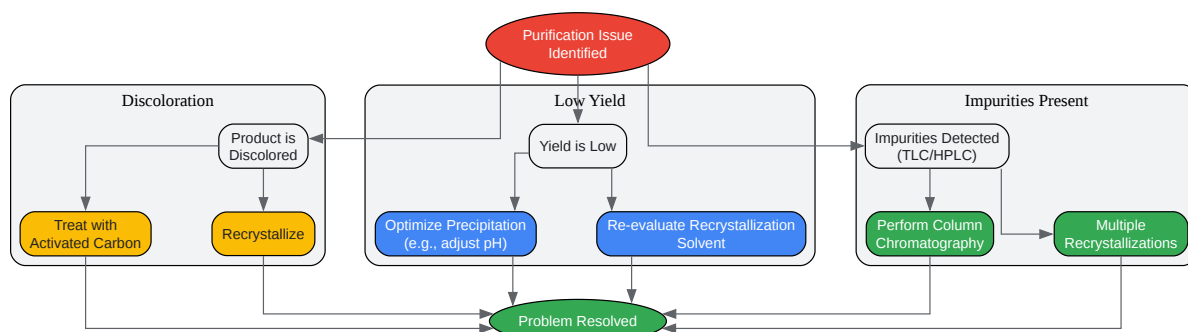 Purification Issue
Identified
Discoloration
Product is
Discolored
Treat with
Activated Carbon
Recrystallize
Low Yield
Yield is Low
Optimize Precipitation
(e.g., adjust pH)
Re-evaluate Recrystallization
Solvent
Impurities Present
Impurities Detected
(TLC/HPLC)
Perform Column
Chromatography
Multiple
Recrystallizations
Problem Resolved